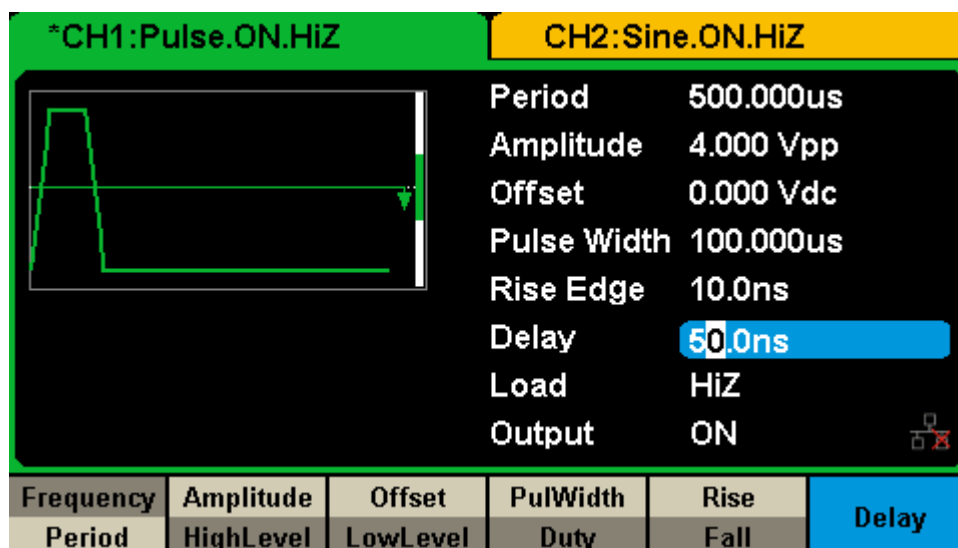 *CH1:Pulse.ON.HiZ CH2:Sine.ON.HiZ
Period 500.000us
Amplitude 4.000 Vpp
Offset 0.000 Vdc
Pulse Width 100.000us
Rise Edge 10.0ns
Delay 50.0ns
Load HiZ
Output ON
Frequency Amplitude Offset PulWidth Rise Delay
Period HighLevel LowLevel Duty Fall